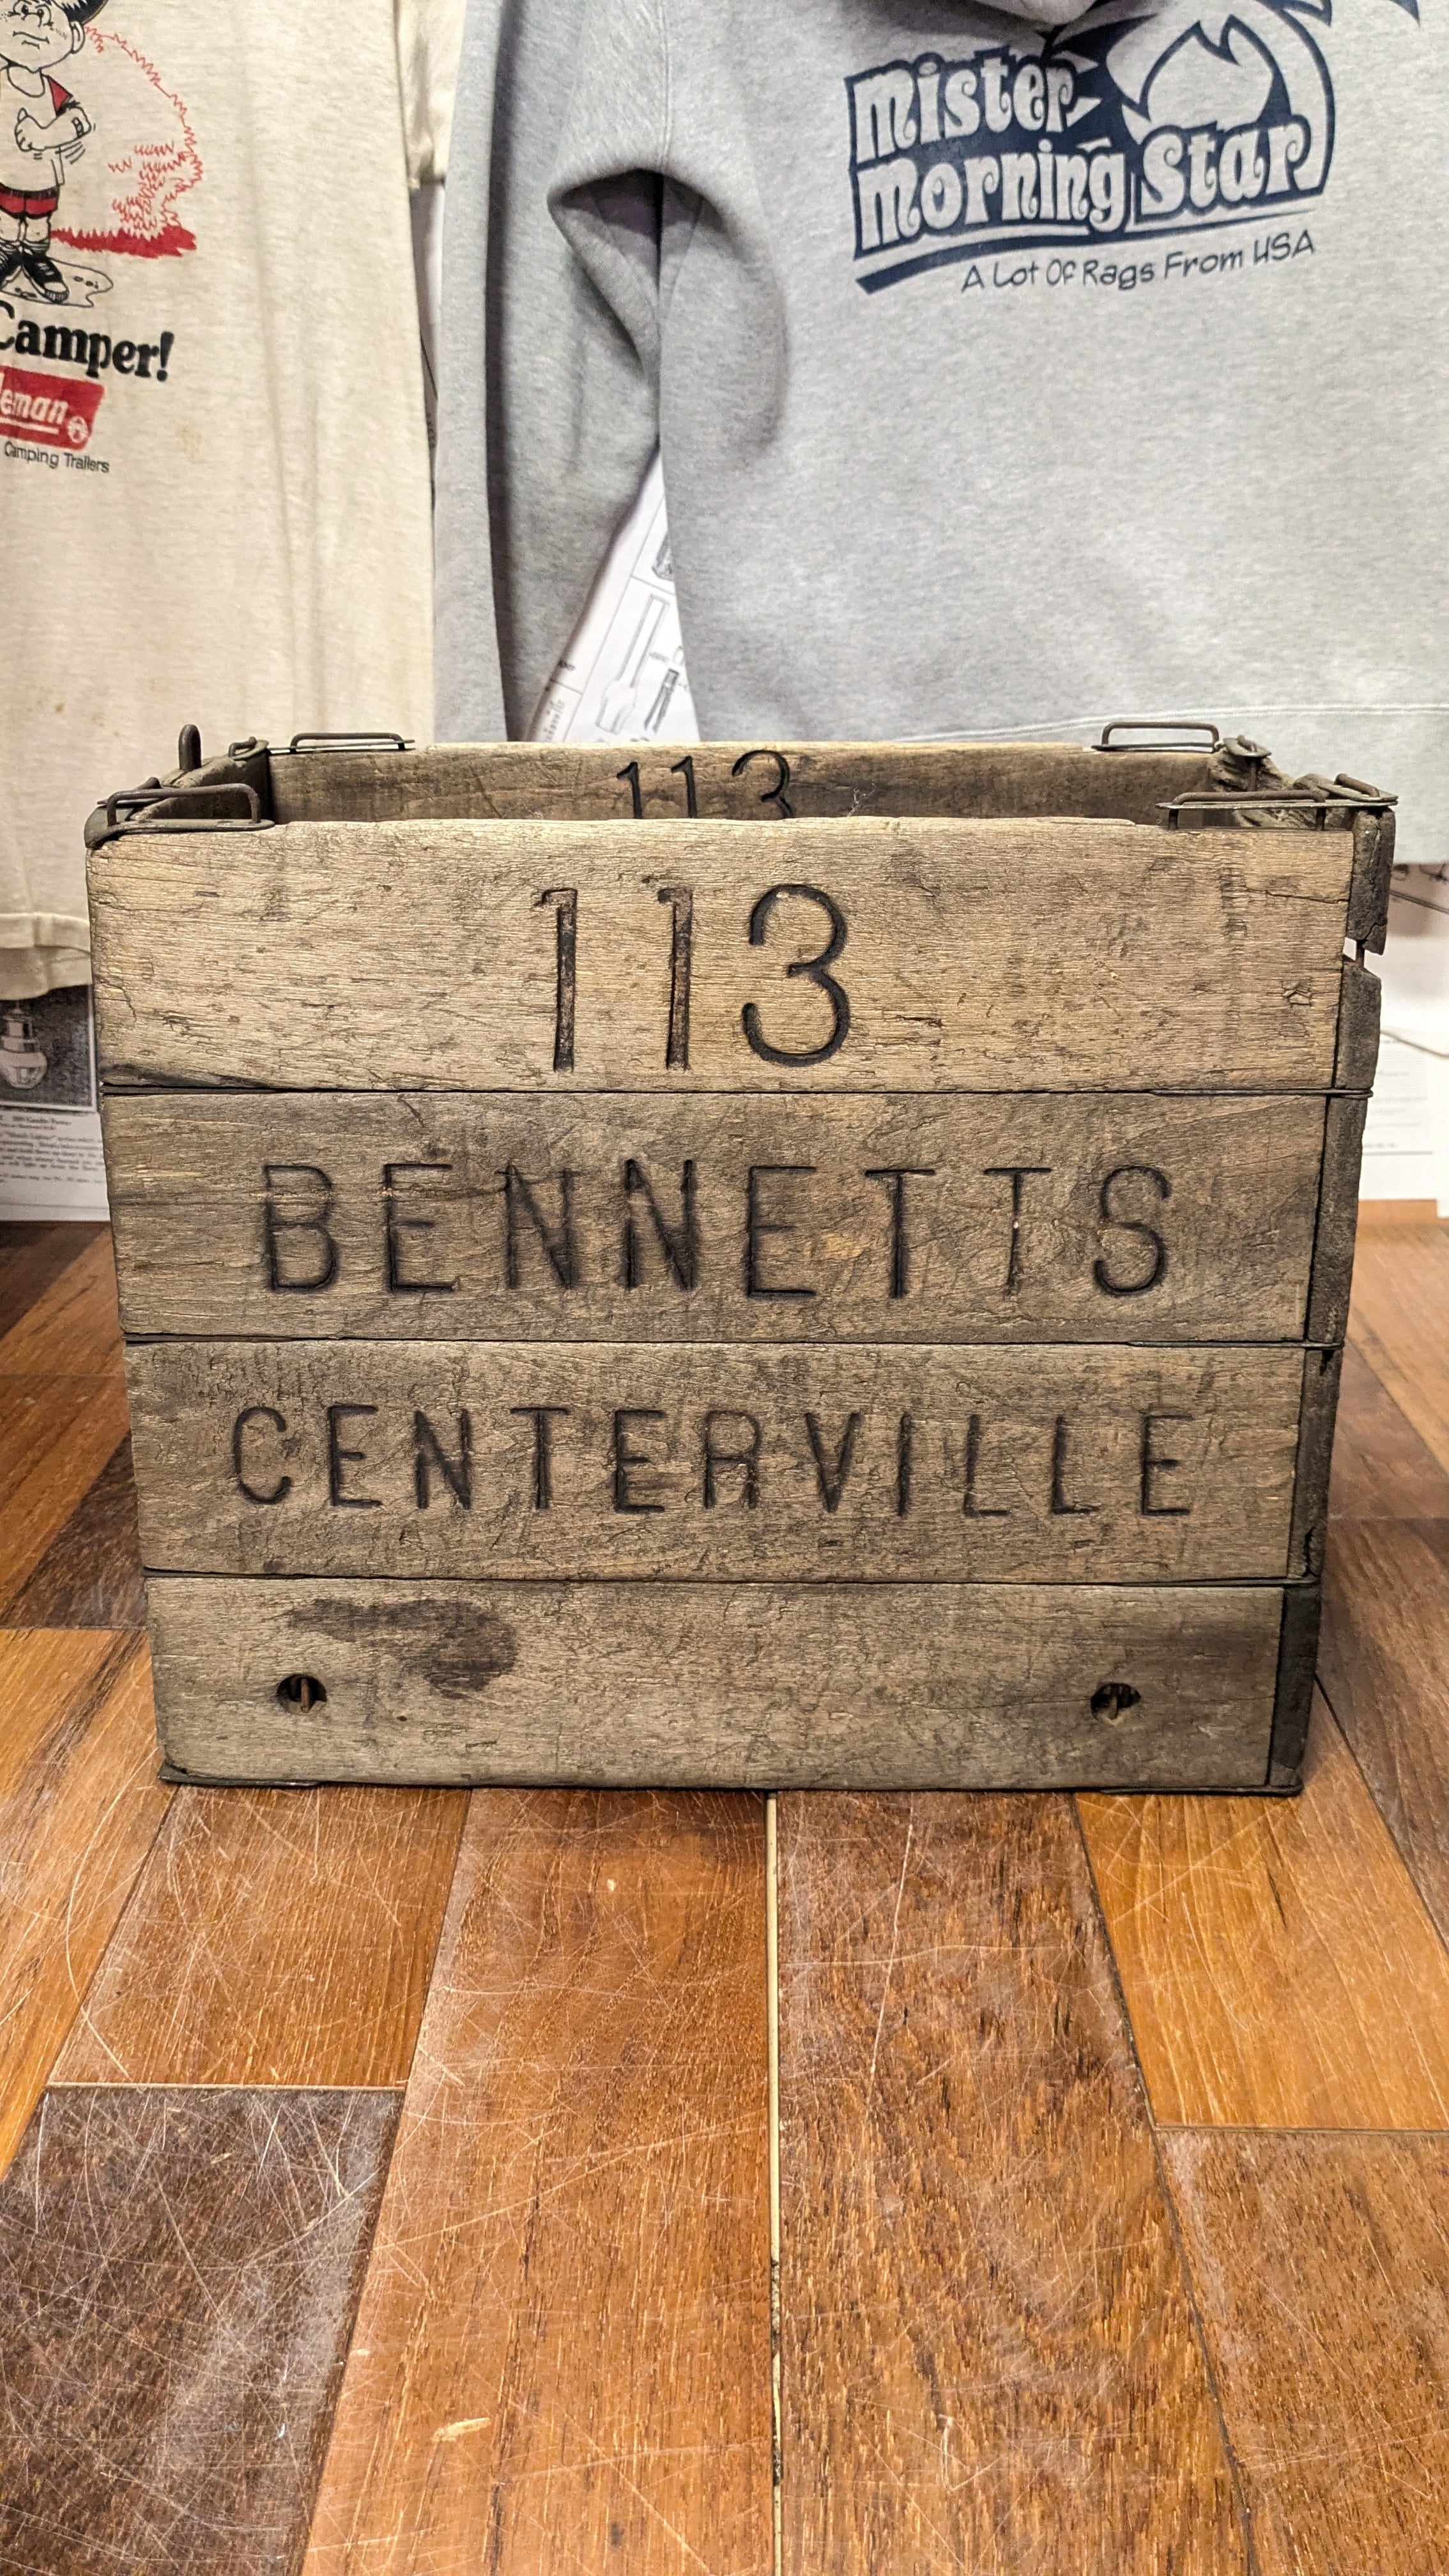 Mister
Morning Star
A Lot Of Rags From USA
Camper!
Camping Trailers
113
113
BENNETTS
CENTERVILLE